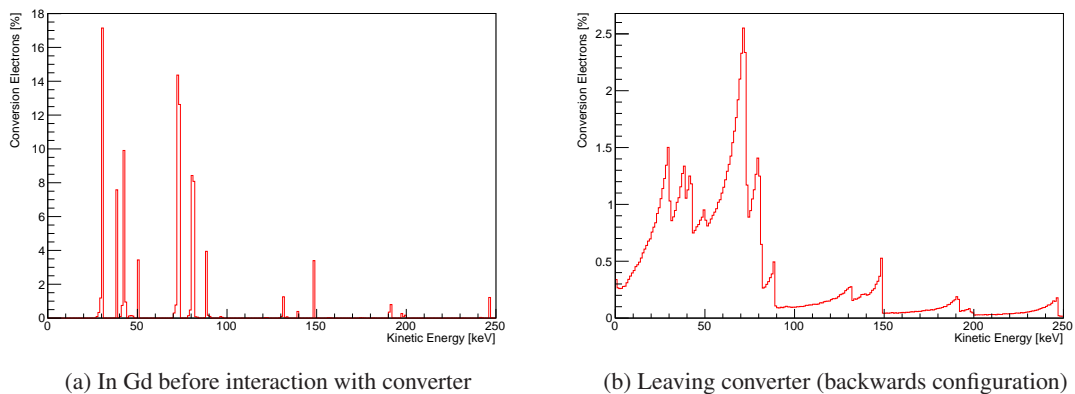 Conversion Electrons [%]
18
16
14
12
10
8
6
4
2
0
0 50 100 150 200 250
Kinetic Energy [keV]
(a) In Gd before interaction with converter
Conversion Electrons [%]
2.5
2
1.5
1
0.5
0
0 50 100 150 200 250
Kinetic Energy [keV]
(b) Leaving converter (backwards configuration)